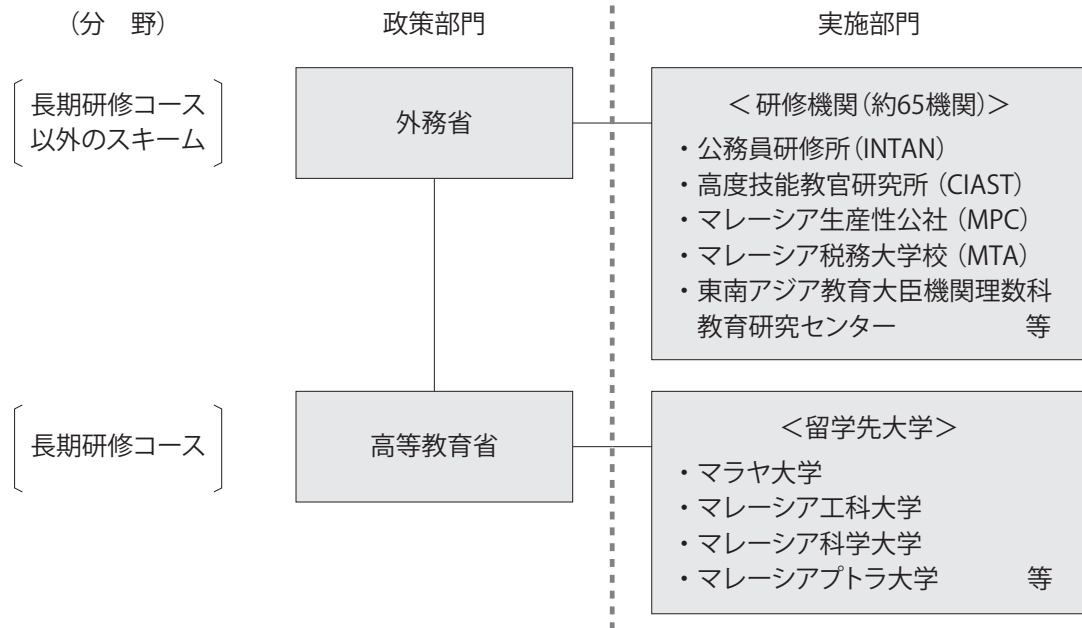 （分　野）
政策部門
実施部門
長期研修コース
以外のスキーム
外務省
＜研修機関（約65機関）＞
・公務員研修所（INTAN）
・高度技能教官研究所（CIAST）
・マレーシア生産性公社（MPC）
・マレーシア税務大学校（MTA）
・東南アジア教育大臣機関理数科
教育研究センター　　　　等
長期研修コース
高等教育省
＜留学先大学＞
・マラヤ大学
・マレーシア工科大学
・マレーシア科学大学
・マレーシアプトラ大学　　　等